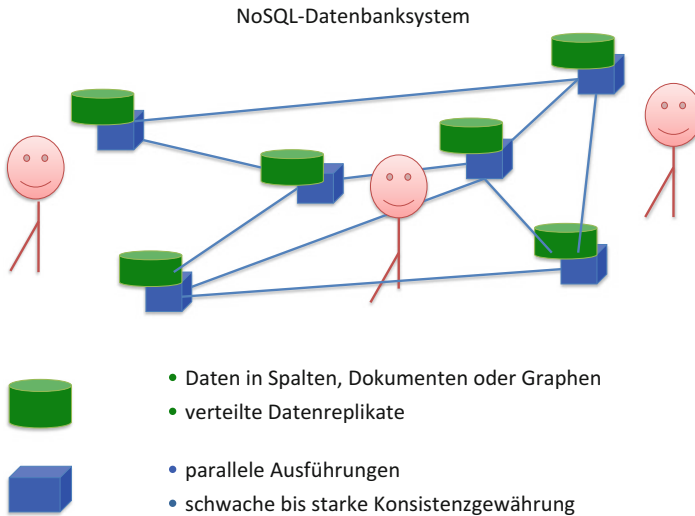 NoSQL-Datenbanksystem
• Daten in Spalten, Dokumenten oder Graphen
• verteilte Datenreplikate
• parallele Ausführungen
• schwache bis starke Konsistenzgewährung